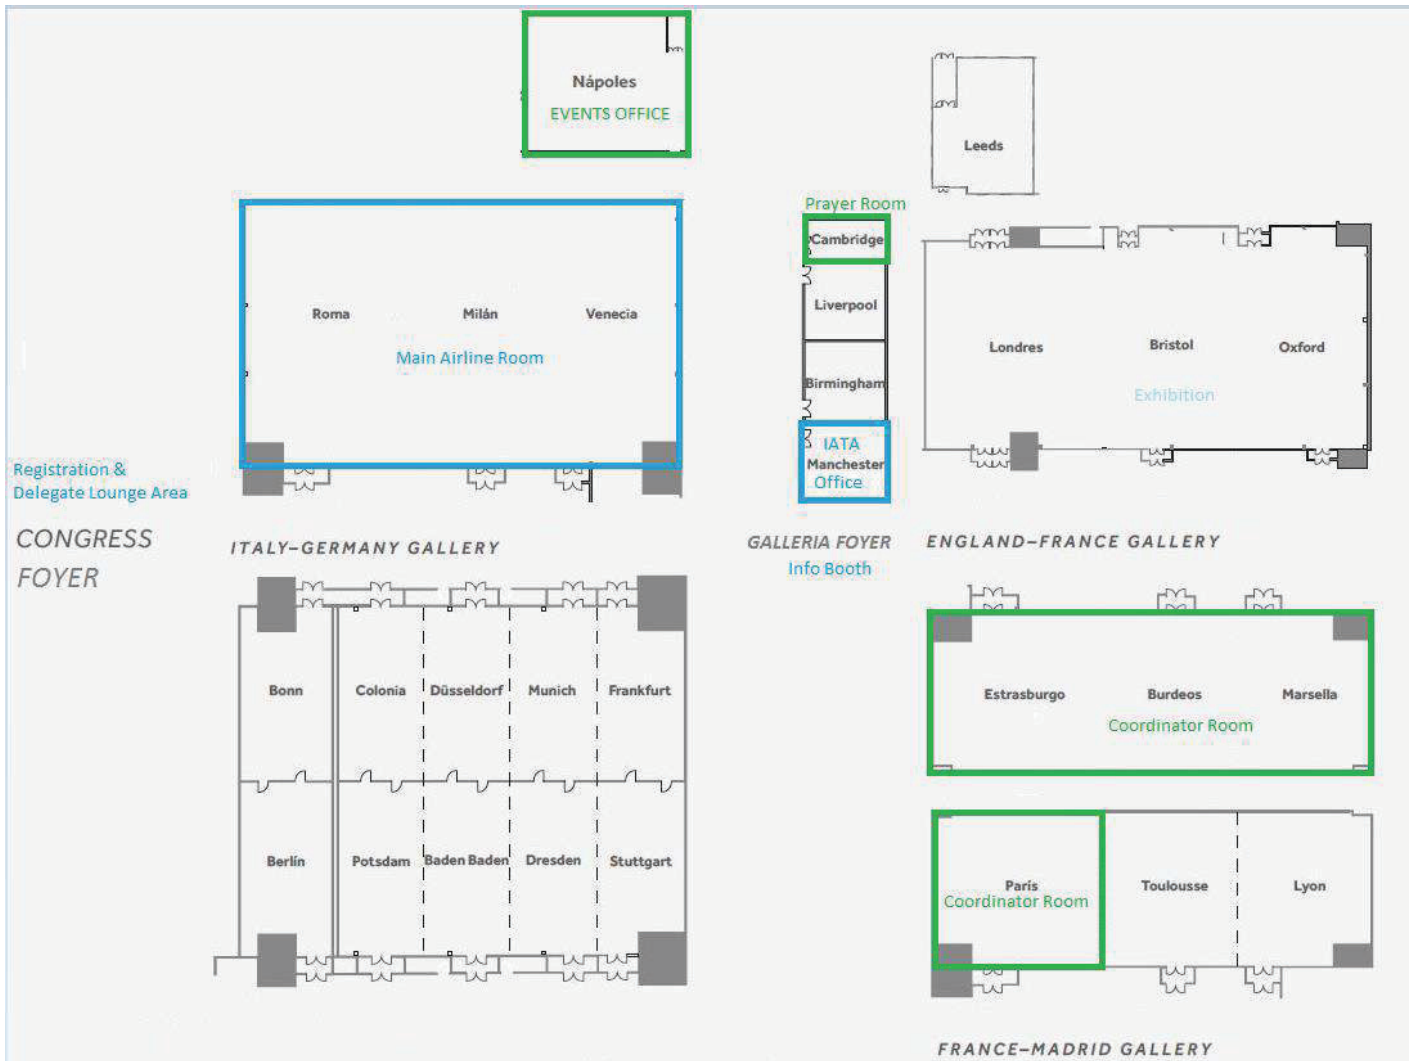 Nápoles
EVENTS OFFICE
Leeds
Prayer Room
Cambridge
Liverpool
Birmingham
IATA
Manchester
Office
Roma
Milán
Venecia
Main Airline Room
Londres
Bristol
Oxford
Exhibition
Registration &
Delegate Lounge Area
CONGRESS
FOYER
ITALY–GERMANY GALLERY
GALLERIA FOYER
Info Booth
ENGLAND–FRANCE GALLERY
Bonn
Colonia
Düsseldorf
Munich
Frankfurt
Estrasburgo
Burdeos
Marsella
Coordinator Room
Berlín
Potsdam
Baden Baden
Dresden
Stuttgart
París
Coordinator Room
Toulousse
Lyon
FRANCE–MADRID GALLERY